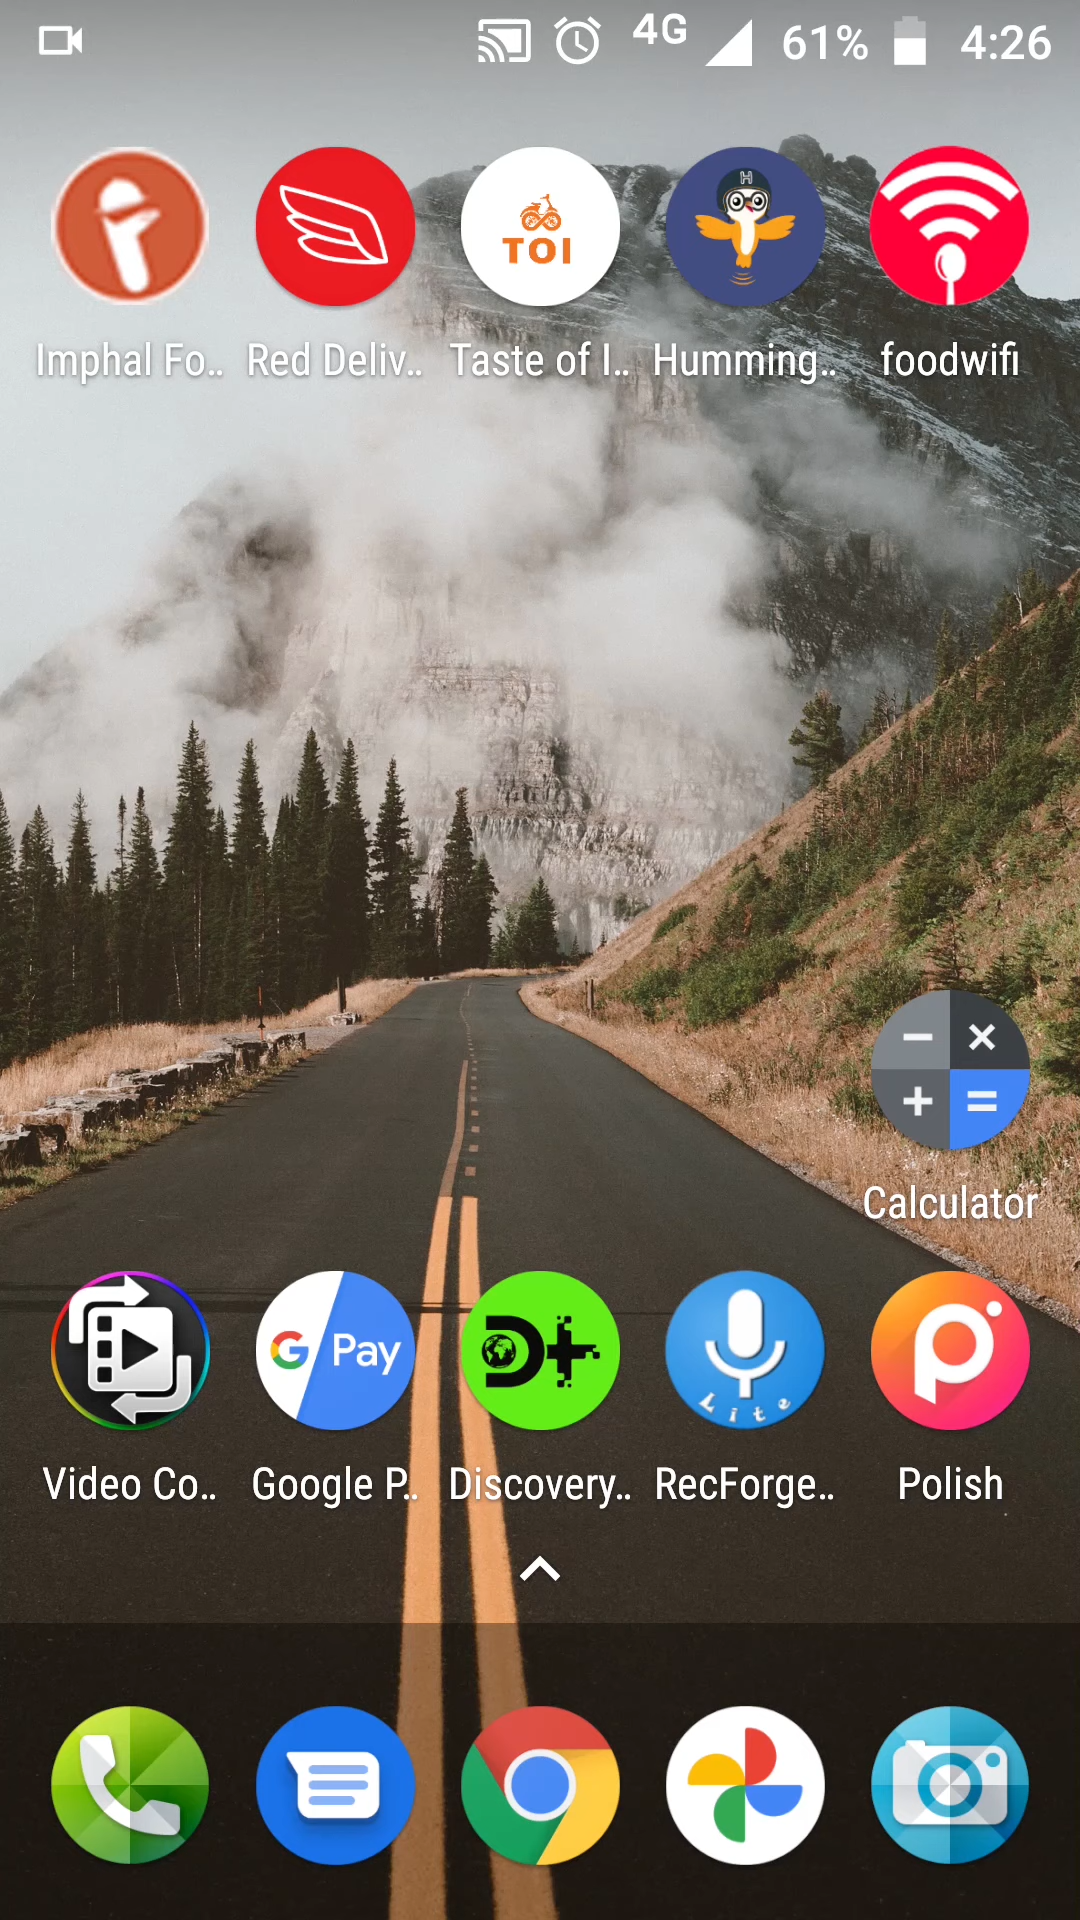 4G 61% 4:26
TOI
H
Imphal Fo.. Red Deliv.. Taste of I.. Humming.. foodwifi
Calculator
G Pay D+ Lite
Video Co.. Google P.. Discovery.. RecForge.. Polish